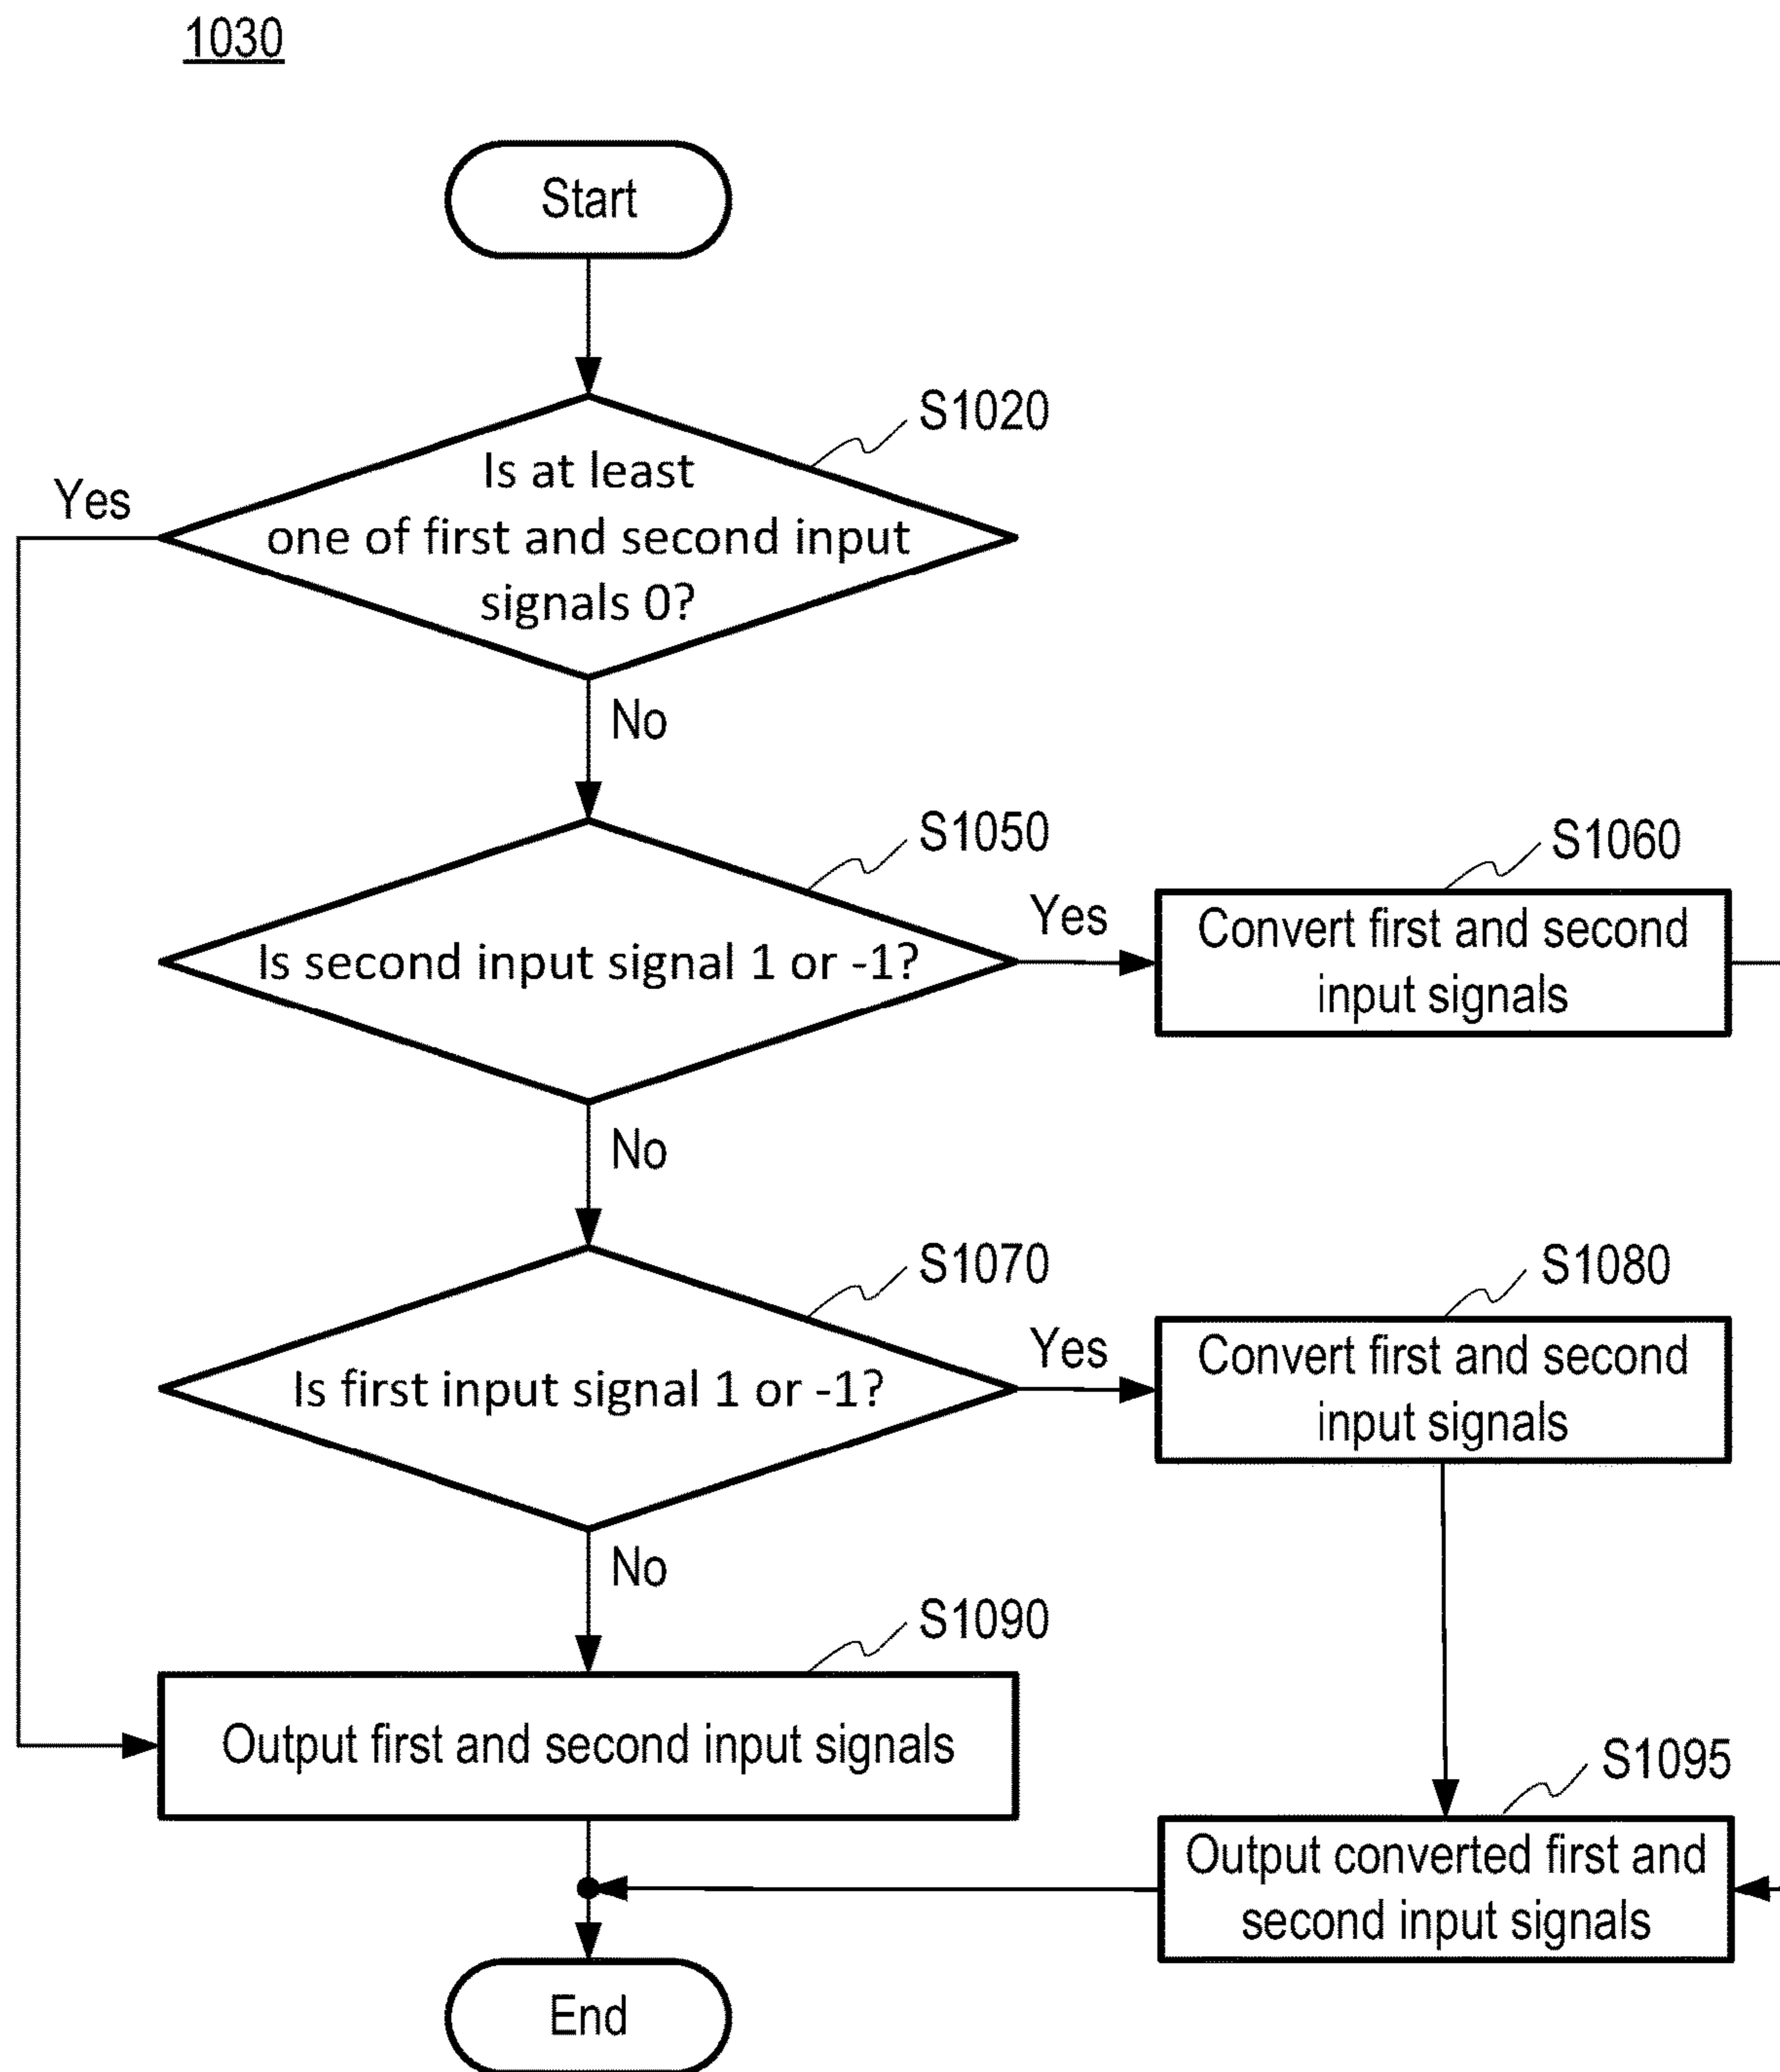 1030
Start
S1020
Is at least
one of first and second input
signals 0?
Yes
No
S1050
Is second input signal 1 or -1?
Yes
S1060
Convert first and second
input signals
No
S1070
Is first input signal 1 or -1?
Yes
S1080
Convert first and second
input signals
No
S1090
Output first and second input signals
S1095
Output converted first and
second input signals
End